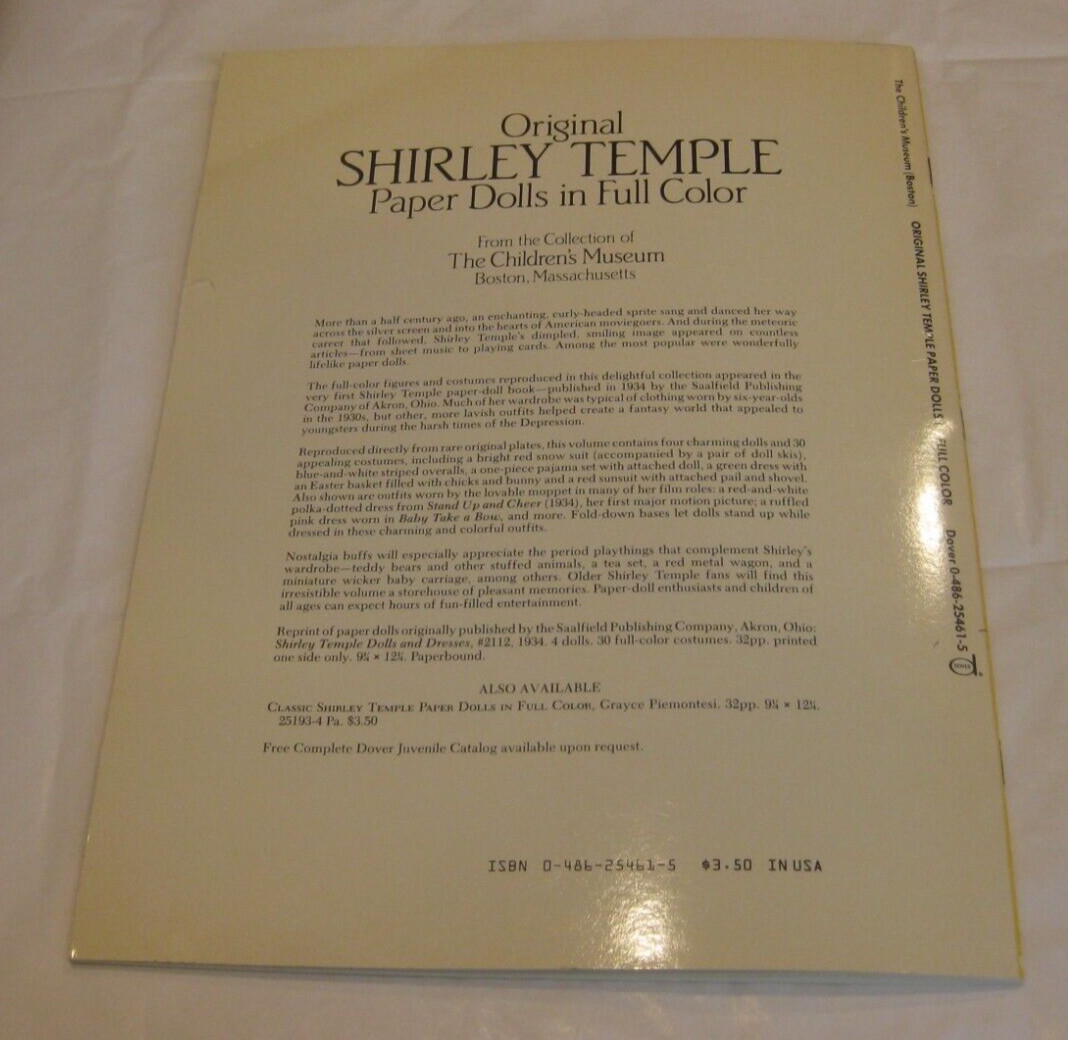 Original
SHIRLEY TEMPLE
Paper Dolls in Full Color
From the Collection of
The Children's Museum
Boston, Massachusetts
More than a half century ago, an enchanting, curly-headed sprite sang and danced her way
across the silver screen and into the hearts of American moviegoers. And during the meteoric
career that followed, Shirley Temple's dimpled, smiling image appeared on countless
articles—from sheet music to playing cards. Among the most popular were wonderfully
lifelike paper dolls.
The full-color figures and costumes reproduced in this delightful collection appeared in the
very first Shirley Temple paper-doll book—published in 1934 by the Saalfield Publishing
Company of Akron, Ohio. Much of her wardrobe was typical of clothing worn by six-year-olds
in the 1930s, but other, more lavish outfits helped create a fantasy world that appealed to
youngsters during the harsh times of the Depression.
Reproduced directly from rare original plates, this volume contains four charming dolls and 30
appealing costumes, including a bright red snow suit (accompanied by a pair of doll skis),
blue-and-white striped overalls, a one-piece pajama set with attached doll, a green dress with
an Easter basket filled with chicks and bunny and a red sunsuit with attached pail and shovel.
Also shown are outfits worn by the lovable moppet in many of her film roles: a red-and-white
polka-dotted dress from Stand Up and Cheer (1934), her first major motion picture; a ruffled
pink dress worn in Baby Take a Bow, and more. Fold-down bases let dolls stand up while
dressed in these charming and colorful outfits.
Nostalgia buffs will especially appreciate the period playthings that complement Shirley's
wardrobe—teddy bears and other stuffed animals, a tea set, a red metal wagon, and a
miniature wicker baby carriage, among others. Older Shirley Temple fans will find this
irresistible volume a storehouse of pleasant memories. Paper-doll enthusiasts and children of
all ages can expect hours of fun-filled entertainment.
Reprint of paper dolls originally published by the Saalfield Publishing Company, Akron, Ohio:
Shirley Temple Dolls and Dresses, #2112, 1934. 4 dolls. 30 full-color costumes. 32pp. printed
one side only. 9¼ × 12¼. Paperbound.
ALSO AVAILABLE
CLASSIC SHIRLEY TEMPLE PAPER DOLLS IN FULL COLOR, Grayce Piemontesi. 32pp. 9¼ × 12¼.
25193-4 Pa. $3.50
Free Complete Dover Juvenile Catalog available upon request.
ISBN 0-486-25461-5 $3.50 IN USA
The Children's Museum (Boston) ORIGINAL SHIRLEY TEMPLE PAPER DOLLS FULL COLOR Dover 0-486-25461-5
DOVER